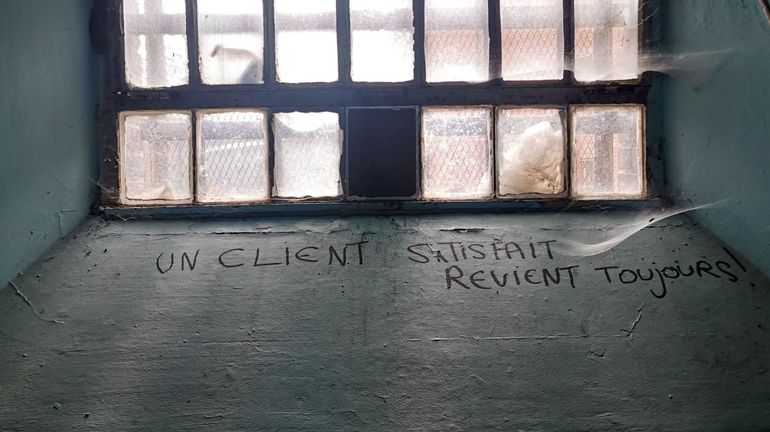 UN CLIENT SATISFAIT
REVIENT TOUJOURS!